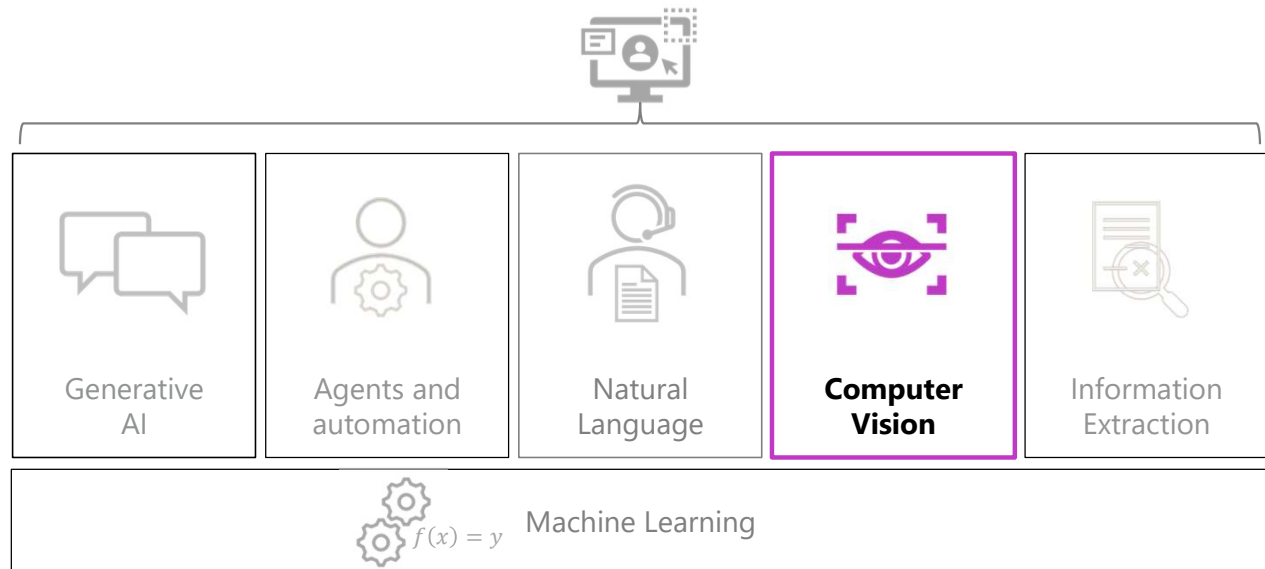 Generative
AI
Agents and
automation
Natural
Language
Computer
Vision
Information
Extraction
f(x) = y
Machine Learning